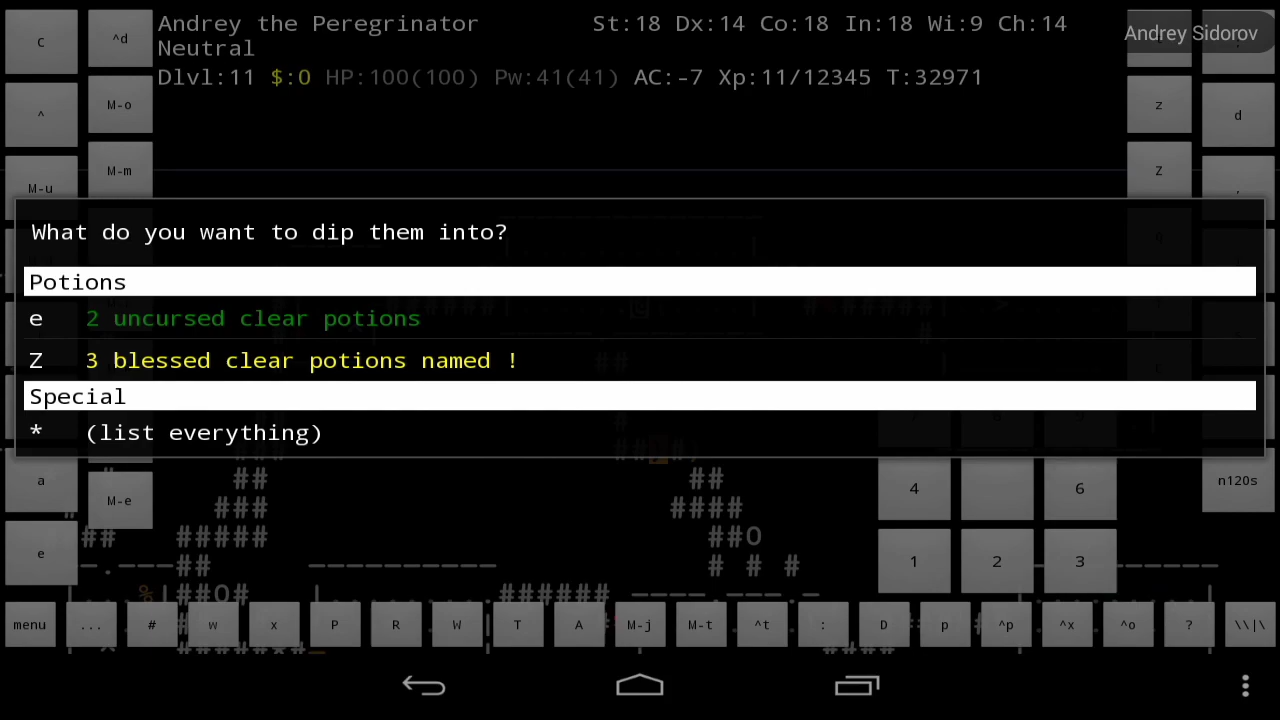 Andrey the Peregrinator St:18 Dx:14 Co:18 In:18 Wi:9 Ch:14
Neutral
Dlvl:11 $:0 HP:100(100) Pw:41(41) AC:-7 Xp:11/12345 T:32971
Andrey Sidorov
c ^d
^ M-o z d
M-u M-m Z ,
What do you want to dip them into?
Potions
e 2 uncursed clear potions
Z 3 blessed clear potions named !
Special
* (list everything)
a M-e 4 6 n120s
e 1 2 3
menu ... # w x P R W T A M-j M-t ^t : D p ^p ^x ^o ? \\|\